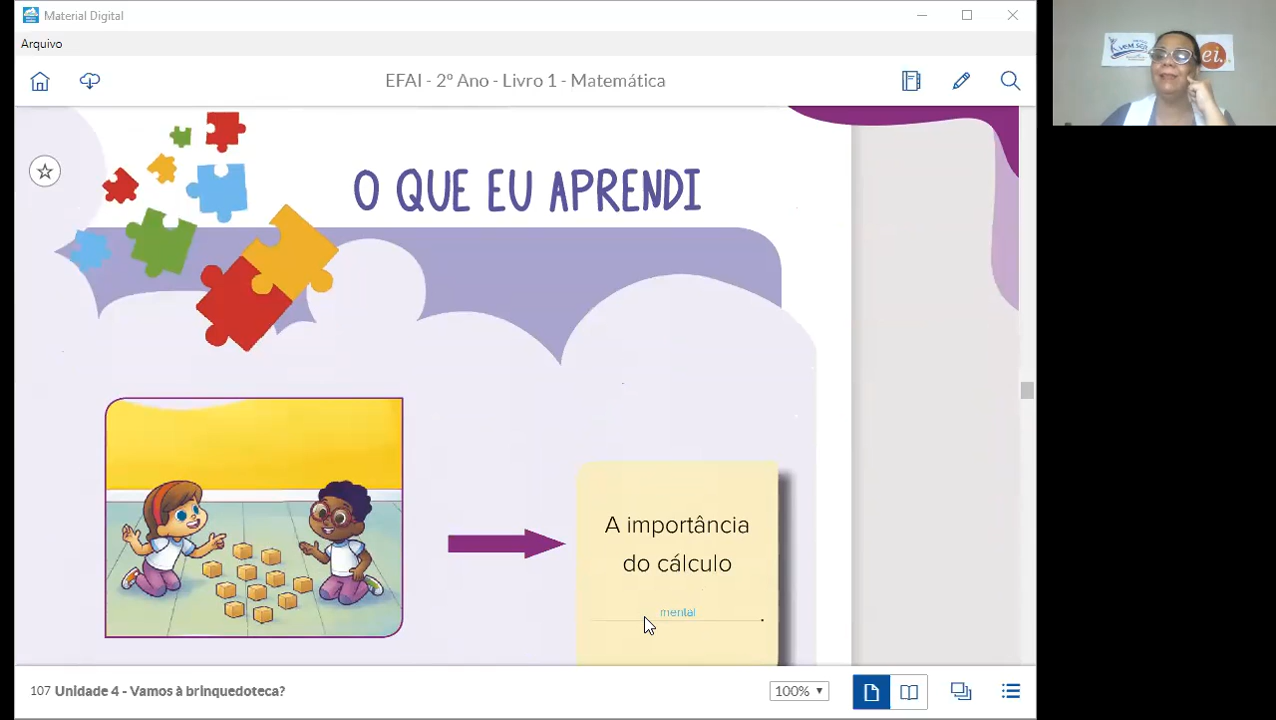 Material Digital
Arquivo
EFAI - 2º Ano - Livro 1 - Matemática
O QUE EU APRENDI
A importância
do cálculo
mental
107 Unidade 4 - Vamos à brinquedoteca?
100%
ei.